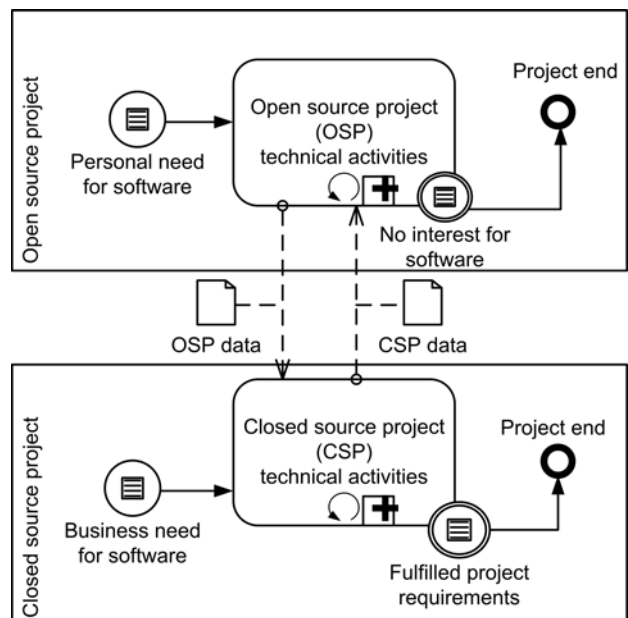 Open source project
Project end
Open source project
(OSP)
technical activities
Personal need
for software
No interest for
software
OSP data
CSP data
Closed source project
Closed source project
(CSP)
technical activities
Project end
Business need
for software
Fulfilled project
requirements